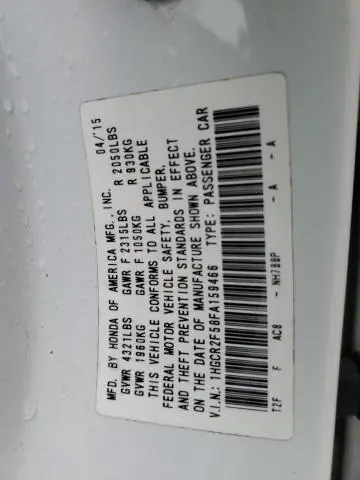 MFD. BY HONDA OF AMERICA MFG., INC. 04/15
GVWR 4321LBS GAWR F 2315LBS R 2050LBS
GVWR 1960KG GAWR F 1050KG R 930KG
THIS VEHICLE CONFORMS TO ALL APPLICABLE
FEDERAL MOTOR VEHICLE SAFETY, BUMPER,
AND THEFT PREVENTION STANDARDS IN EFFECT
ON THE DATE OF MANUFACTURE SHOWN ABOVE.
V.I.N.: 1HGCR2F58FA159466 TYPE: PASSENGER CAR
T2F F AC8 - NH788P - A - A